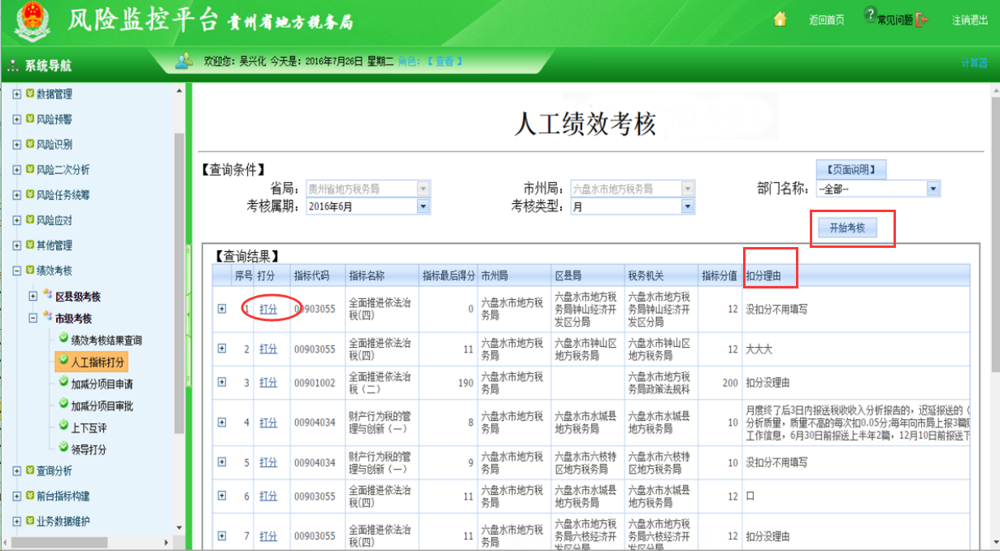 风险监控平台 贵州省地方税务局
返回首页 ? 常见问题 注销退出
系统导航
欢迎您：吴兴化 今天是：2016年7月26日 星期二 角色：【 查看 】
计算器
数据管理
风险预警
风险识别
风险二次分析
风险任务统筹
风险应对
其他管理
绩效考核
区县级考核
市级考核
绩效考核结果查询
人工指标打分
加减分项目申请
加减分项目审批
上下互评
领导打分
查询分析
前台指标构建
业务数据维护
人工绩效考核
【查询条件】
【页面说明】
省局： 贵州省地方税务局 市州局： 六盘水市地方税务局 部门名称： --全部--
考核属期： 2016年6月 考核类型： 月
开始考核
【查询结果】
序号 打分 指标代码 指标名称 指标最后得分 市州局 区县局 税务机关 指标分值 扣分理由
1 打分 00903055 全面推进依法治税(四) 0 六盘水市地方税务局 六盘水市地方税务局钟山经济开发区分局 六盘水市地方税务局钟山经济开发区分局 12 没扣分不用填写
2 打分 00903055 全面推进依法治税(四) 11 六盘水市地方税务局 六盘水市钟山区地方税务局 六盘水市钟山区地方税务局 12 大大大
3 打分 00901002 全面推进依法治税（二） 190 六盘水市地方税务局 六盘水市地方税务局政策法规科 200 扣分没理由
4 打分 00904034 财产行为税的管理与创新（一） 8 六盘水市地方税务局 六盘水市水城县地方税务局 六盘水市水城县地方税务局 10 月度终了后3日内报送税收收入分析报告的，迟延报送的（
分析质量，质量不高的每次扣0.05分;每年向市局上报3篇
工作信息，6月30日前报送上半年2篇，12月10日前报送下
5 打分 00904034 财产行为税的管理与创新（一） 9 六盘水市地方税务局 六盘水市六枝特区地方税务局 六盘水市六枝特区地方税务局 10 没扣分不用填写
6 打分 00903055 全面推进依法治税(四) 11 六盘水市地方税务局 六盘水市水城县地方税务局 六盘水市水城县地方税务局 12 口
7 打分 00903055 全面推进依法治税(四) 11 六盘水市地方税务局 六盘水市地方税务局六枝经济开发区分局 六盘水市地方税务局六枝经济开发区分局 12 扣分没理由